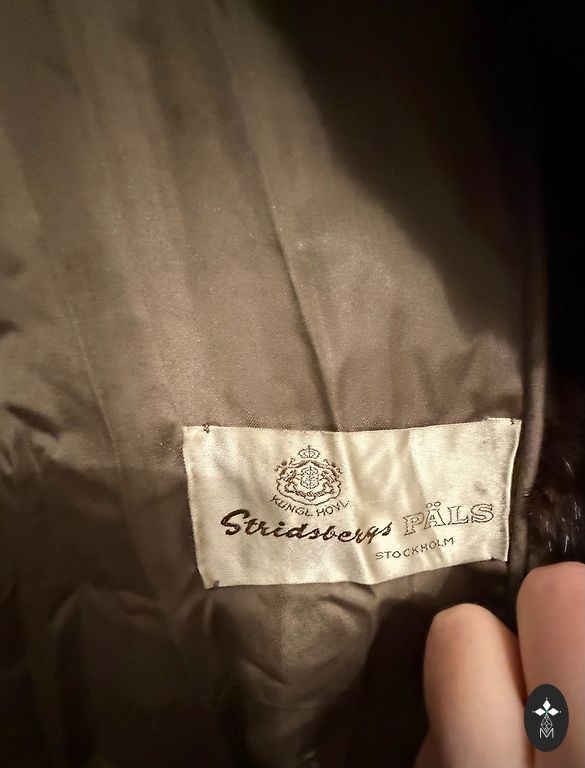 KUNGL. HOVL.
Stridsbergs PÄLS
STOCKHOLM